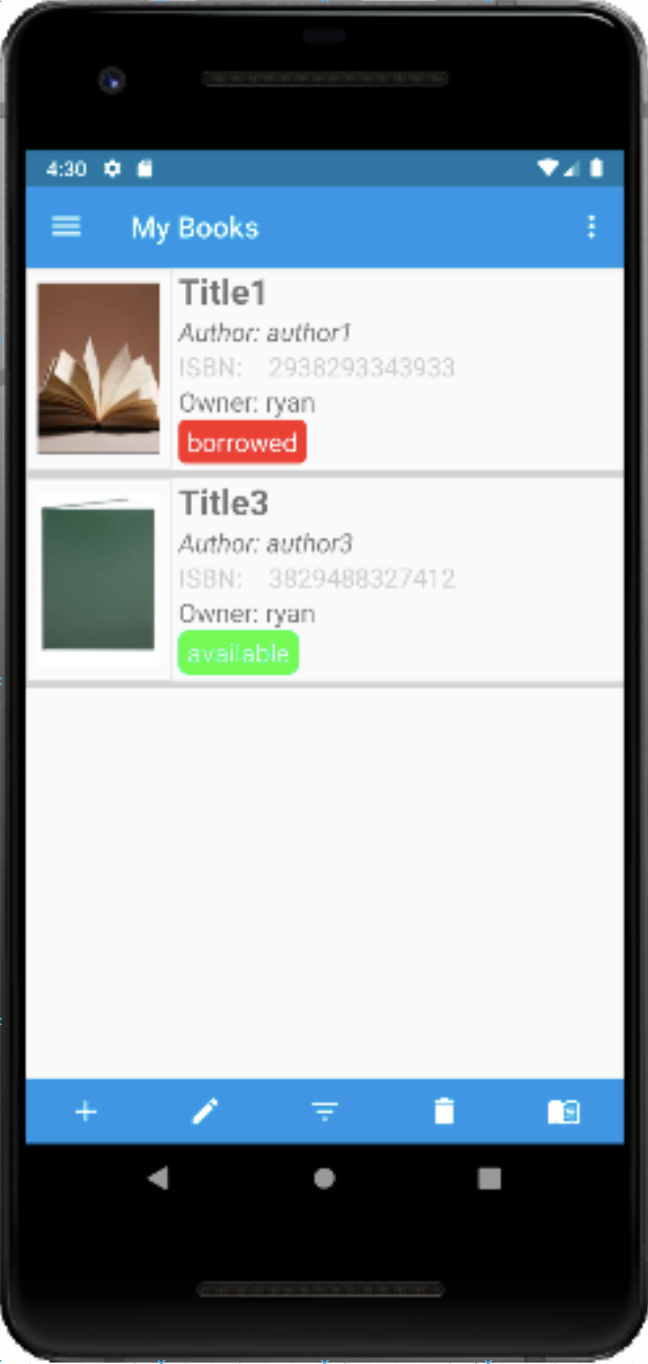 4:30
My Books
Title1
Author: author1
ISBN: 2938293343933
Owner: ryan
borrowed
Title3
Author: author3
ISBN: 3829488327412
Owner: ryan
available